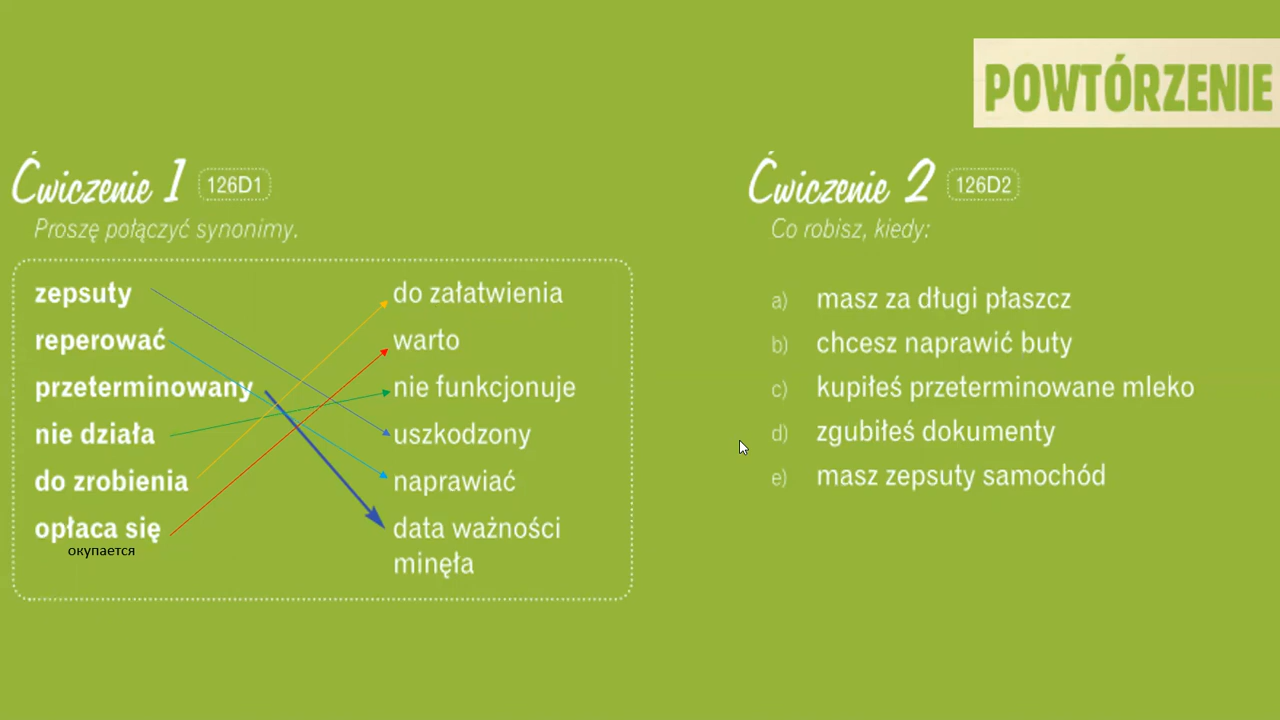 POWTÓRZENIE
Ćwiczenie 1 126D1
Proszę połączyć synonimy.
zepsuty
reperować
przeterminowany
nie działa
do zrobienia
opłaca się
окупается
do załatwienia
warto
nie funkcjonuje
uszkodzony
naprawiać
data ważności
minęła
Ćwiczenie 2 126D2
Co robisz, kiedy:
a) masz za długi płaszcz
b) chcesz naprawić buty
c) kupiłeś przeterminowane mleko
d) zgubiłeś dokumenty
e) masz zepsuty samochód